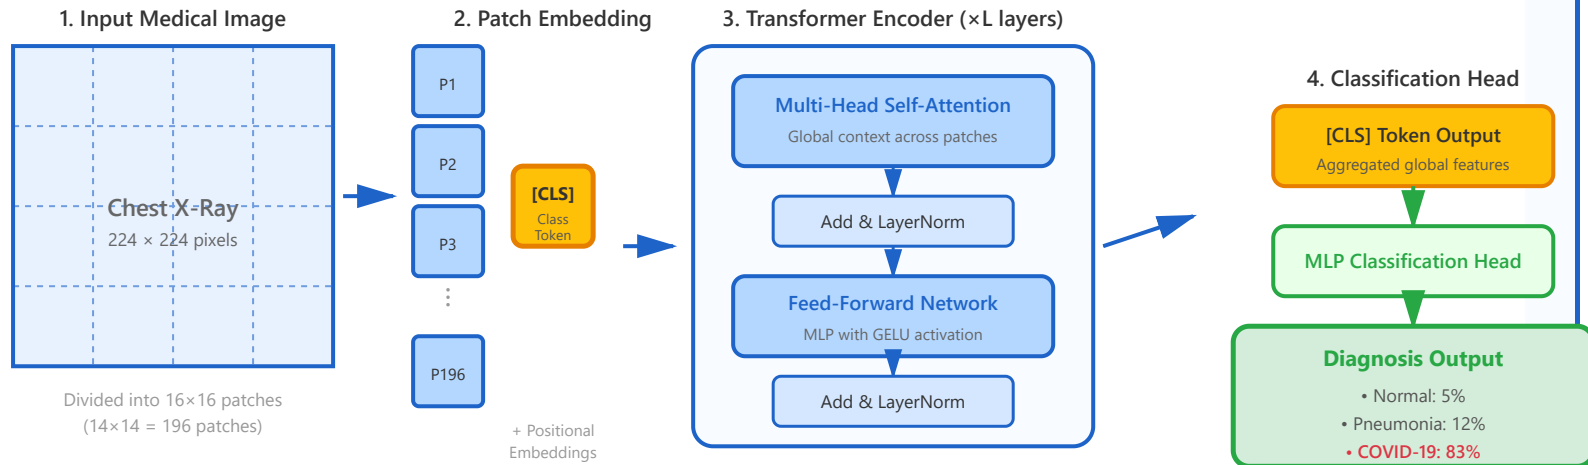 1. Input Medical Image
Chest X-Ray
224 × 224 pixels
Divided into 16×16 patches
(14×14 = 196 patches)
2. Patch Embedding
P1
P2
P3
⋮
P196
[CLS]
Class
Token
+ Positional
Embeddings
3. Transformer Encoder (×L layers)
Multi-Head Self-Attention
Global context across patches
Add & LayerNorm
Feed-Forward Network
MLP with GELU activation
Add & LayerNorm
4. Classification Head
[CLS] Token Output
Aggregated global features
MLP Classification Head
Diagnosis Output
• Normal: 5%
• Pneumonia: 12%
• COVID-19: 83%